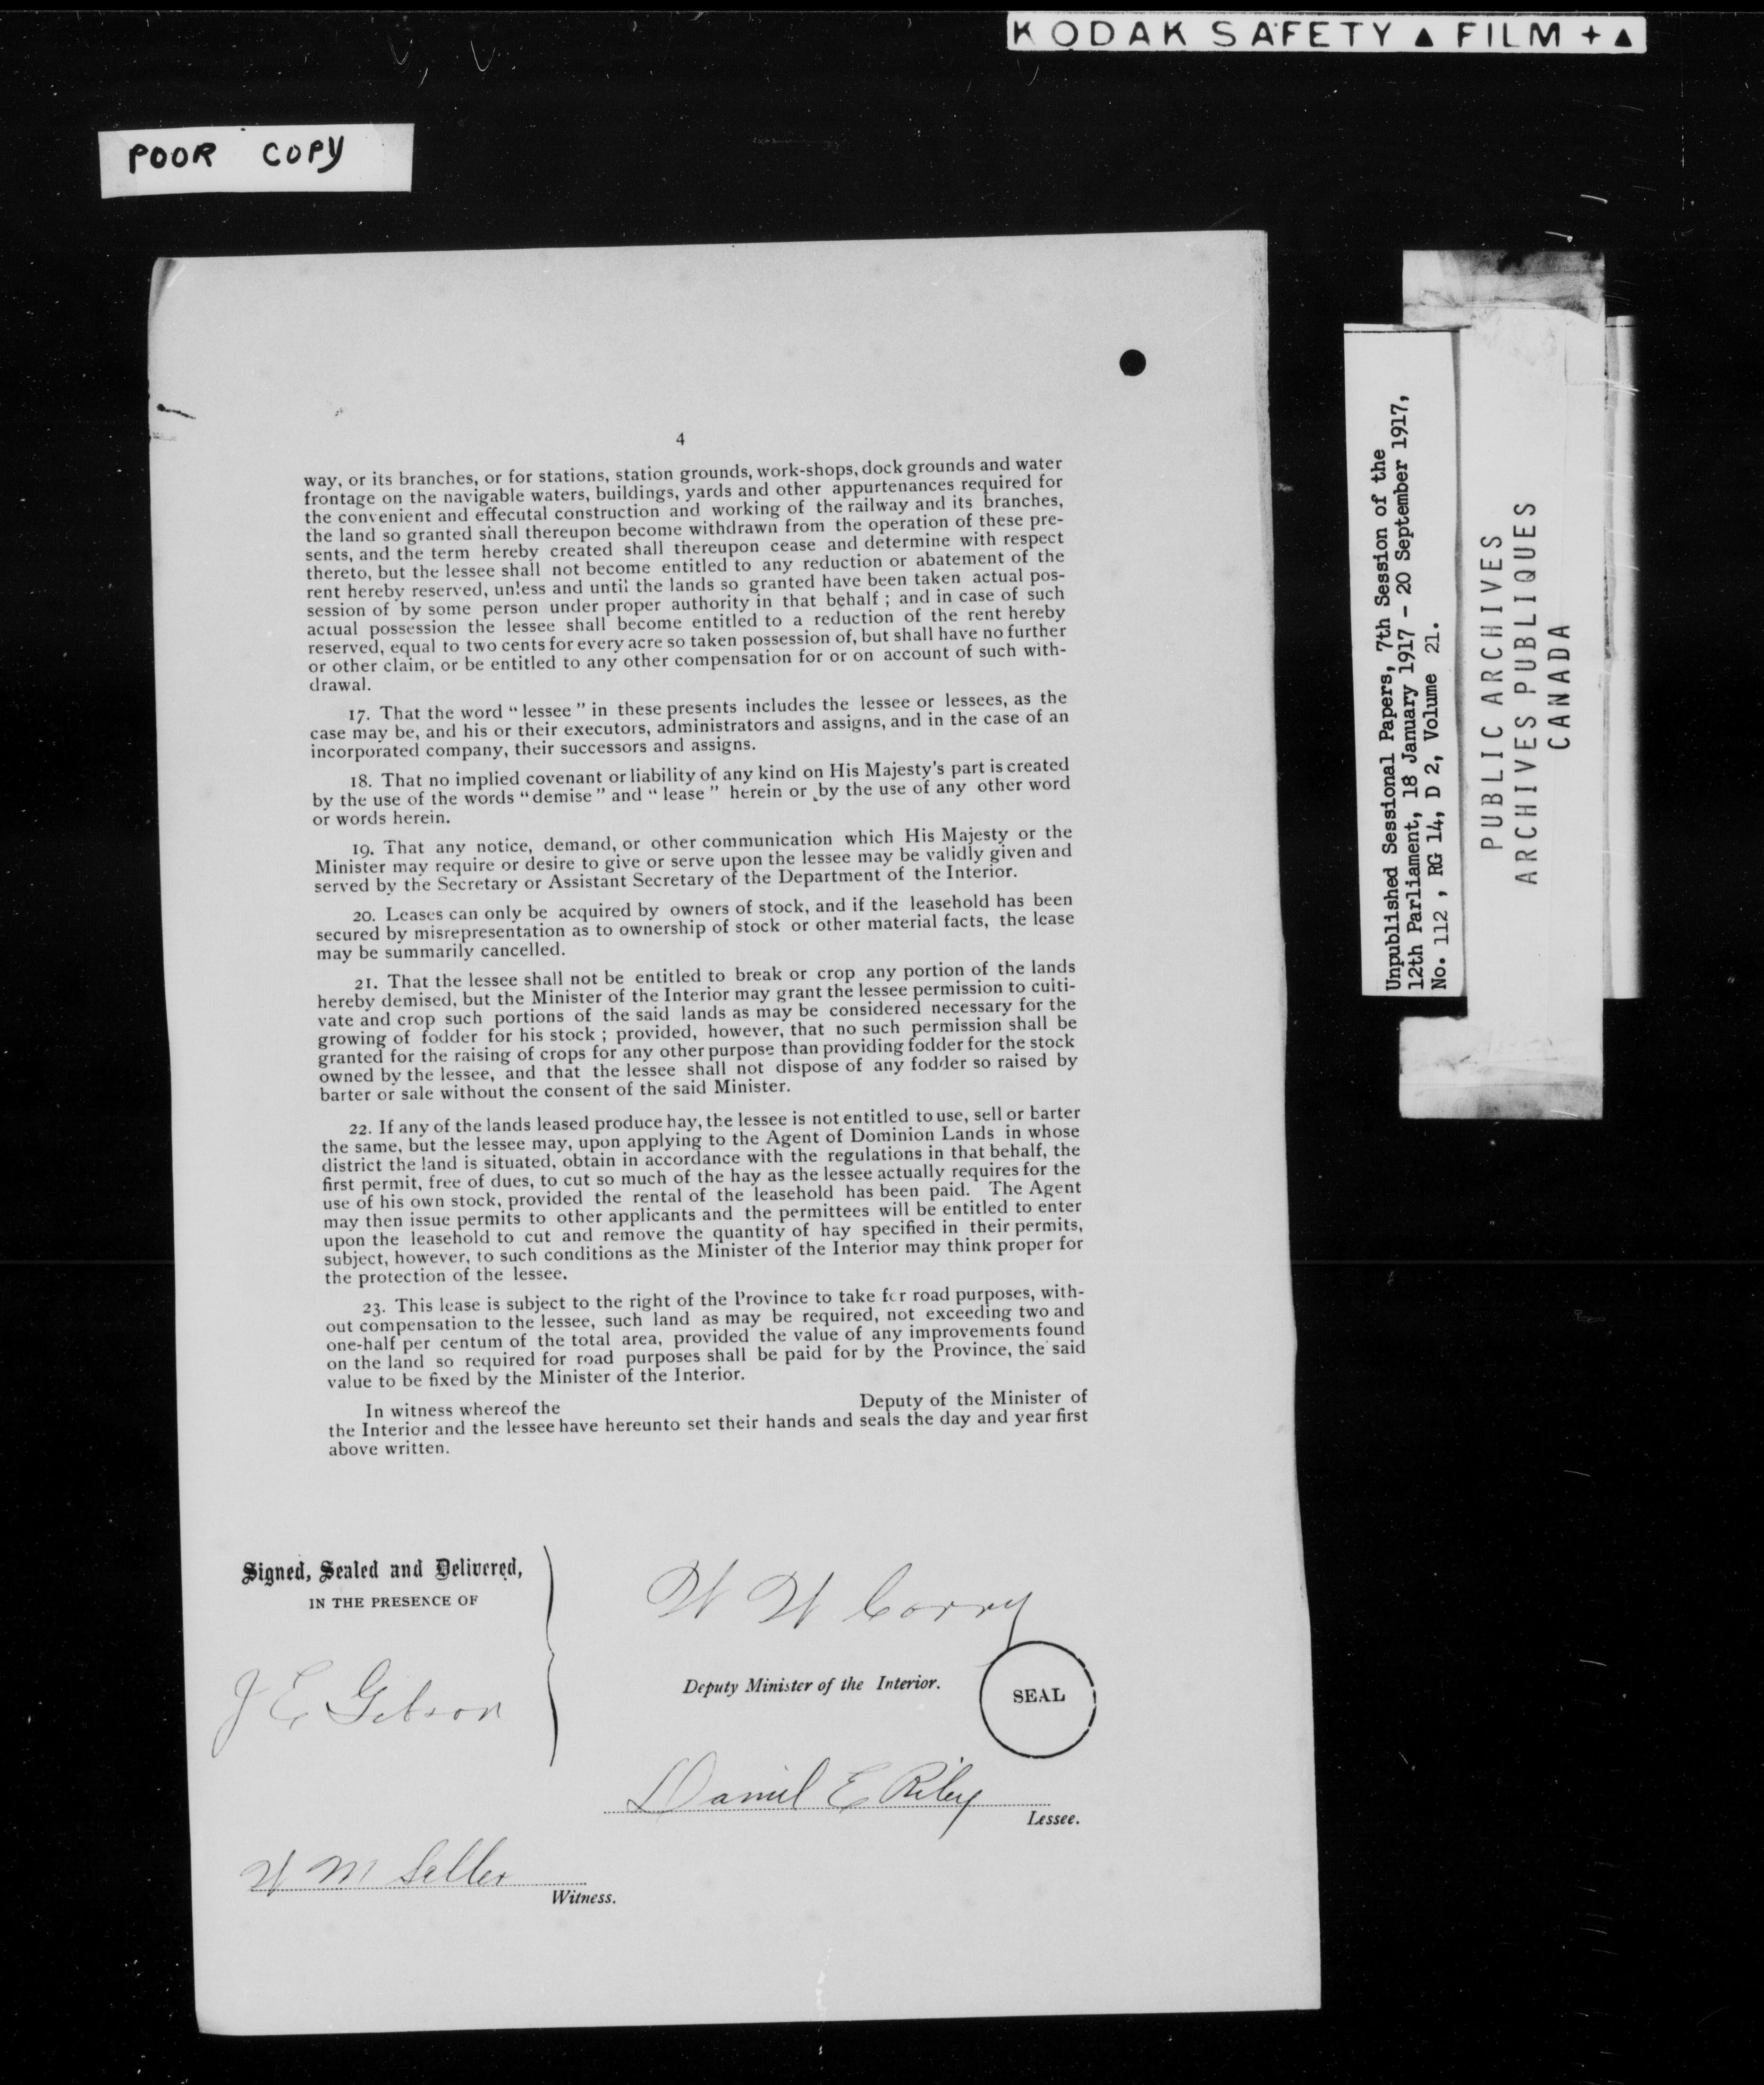 KODAK SAFETY ▲ FILM + ▲
POOR COPY
4
way, or its branches, or for stations, station grounds, work-shops, dock grounds and water
frontage on the navigable waters, buildings, yards and other appurtenances required for
the convenient and effecutal construction and working of the railway and its branches,
the land so granted shall thereupon become withdrawn from the operation of these pre-
sents, and the term hereby created shall thereupon cease and determine with respect
thereto, but the lessee shall not become entitled to any reduction or abatement of the
rent hereby reserved, unless and until the lands so granted have been taken actual pos-
session of by some person under proper authority in that behalf ; and in case of such
actual possession the lessee shall become entitled to a reduction of the rent hereby
reserved, equal to two cents for every acre so taken possession of, but shall have no further
or other claim, or be entitled to any other compensation for or on account of such with-
drawal.
17. That the word “ lessee ” in these presents includes the lessee or lessees, as the
case may be, and his or their executors, administrators and assigns, and in the case of an
incorporated company, their successors and assigns.
18. That no implied covenant or liability of any kind on His Majesty's part is created
by the use of the words “ demise ” and “ lease ” herein or by the use of any other word
or words herein.
19. That any notice, demand, or other communication which His Majesty or the
Minister may require or desire to give or serve upon the lessee may be validly given and
served by the Secretary or Assistant Secretary of the Department of the Interior.
20. Leases can only be acquired by owners of stock, and if the leasehold has been
secured by misrepresentation as to ownership of stock or other material facts, the lease
may be summarily cancelled.
21. That the lessee shall not be entitled to break or crop any portion of the lands
hereby demised, but the Minister of the Interior may grant the lessee permission to culti-
vate and crop such portions of the said lands as may be considered necessary for the
growing of fodder for his stock ; provided, however, that no such permission shall be
granted for the raising of crops for any other purpose than providing fodder for the stock
owned by the lessee, and that the lessee shall not dispose of any fodder so raised by
barter or sale without the consent of the said Minister.
22. If any of the lands leased produce hay, the lessee is not entitled to use, sell or barter
the same, but the lessee may, upon applying to the Agent of Dominion Lands in whose
district the land is situated, obtain in accordance with the regulations in that behalf, the
first permit, free of dues, to cut so much of the hay as the lessee actually requires for the
use of his own stock, provided the rental of the leasehold has been paid. The Agent
may then issue permits to other applicants and the permittees will be entitled to enter
upon the leasehold to cut and remove the quantity of hay specified in their permits,
subject, however, to such conditions as the Minister of the Interior may think proper for
the protection of the lessee.
23. This lease is subject to the right of the Province to take for road purposes, with-
out compensation to the lessee, such land as may be required, not exceeding two and
one-half per centum of the total area, provided the value of any improvements found
on the land so required for road purposes shall be paid for by the Province, the said
value to be fixed by the Minister of the Interior.
In witness whereof the Deputy of the Minister of
the Interior and the lessee have hereunto set their hands and seals the day and year first
above written.
Signed, Sealed and Delivered,
IN THE PRESENCE OF
W W Corry
Deputy Minister of the Interior.
SEAL
J E Gibson
Daniel E Riley
Lessee.
W M Seller
Witness.
Unpublished Sessional Papers, 7th Session of the
12th Parliament, 18 January 1917 - 20 September 1917,
No. 112 , RG 14, D 2, Volume 21.
PUBLIC ARCHIVES
ARCHIVES PUBLIQUES
CANADA